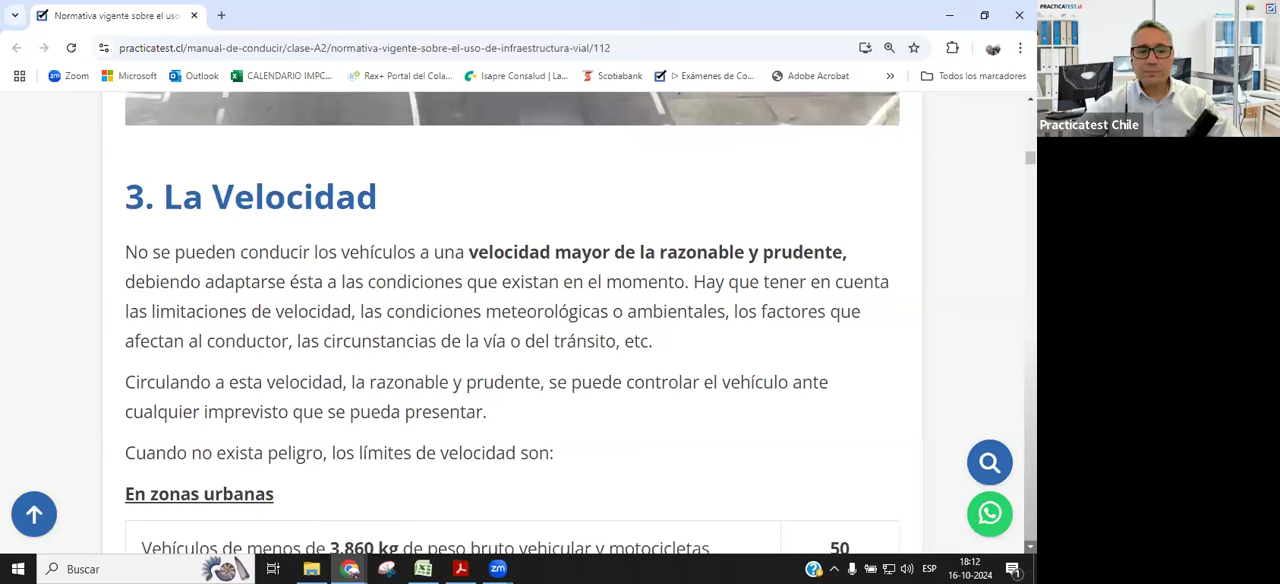 Normativa vigente sobre el uso
practicatest.cl/manual-de-conducir/clase-A2/normativa-vigente-sobre-el-uso-de-infraestructura-vial/112
Zoom
Microsoft
Outlook
CALENDARIO IMPC...
Rex+ Portal del Cola...
Isapre Consalud | La...
Scotiabank
Exámenes de Co...
Adobe Acrobat
Todos los marcadores
PRACTICATEST.cl
Practicatest Chile
3. La Velocidad
No se pueden conducir los vehículos a una velocidad mayor de la razonable y prudente,
debiendo adaptarse ésta a las condiciones que existan en el momento. Hay que tener en cuenta
las limitaciones de velocidad, las condiciones meteorológicas o ambientales, los factores que
afectan al conductor, las circunstancias de la vía o del tránsito, etc.
Circulando a esta velocidad, la razonable y prudente, se puede controlar el vehículo ante
cualquier imprevisto que se pueda presentar.
Cuando no exista peligro, los límites de velocidad son:
En zonas urbanas
Vehículos de menos de 3.860 kg de peso bruto vehicular y motocicletas
50
Buscar
zm
ESP
18:12
16-10-2024
1